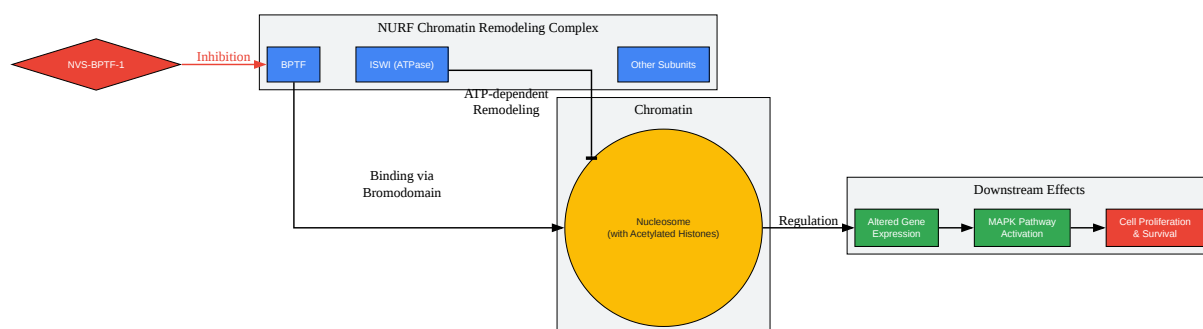 NURF Chromatin Remodeling Complex
NVS-BPTF-1
Inhibition
BPTF
ISWI (ATPase)
Other Subunits
ATP-dependent
Remodeling
Chromatin
Binding via
Bromodomain
Nucleosome
(with Acetylated Histones)
Regulation
Downstream Effects
Altered Gene
Expression
MAPK Pathway
Activation
Cell Proliferation
& Survival